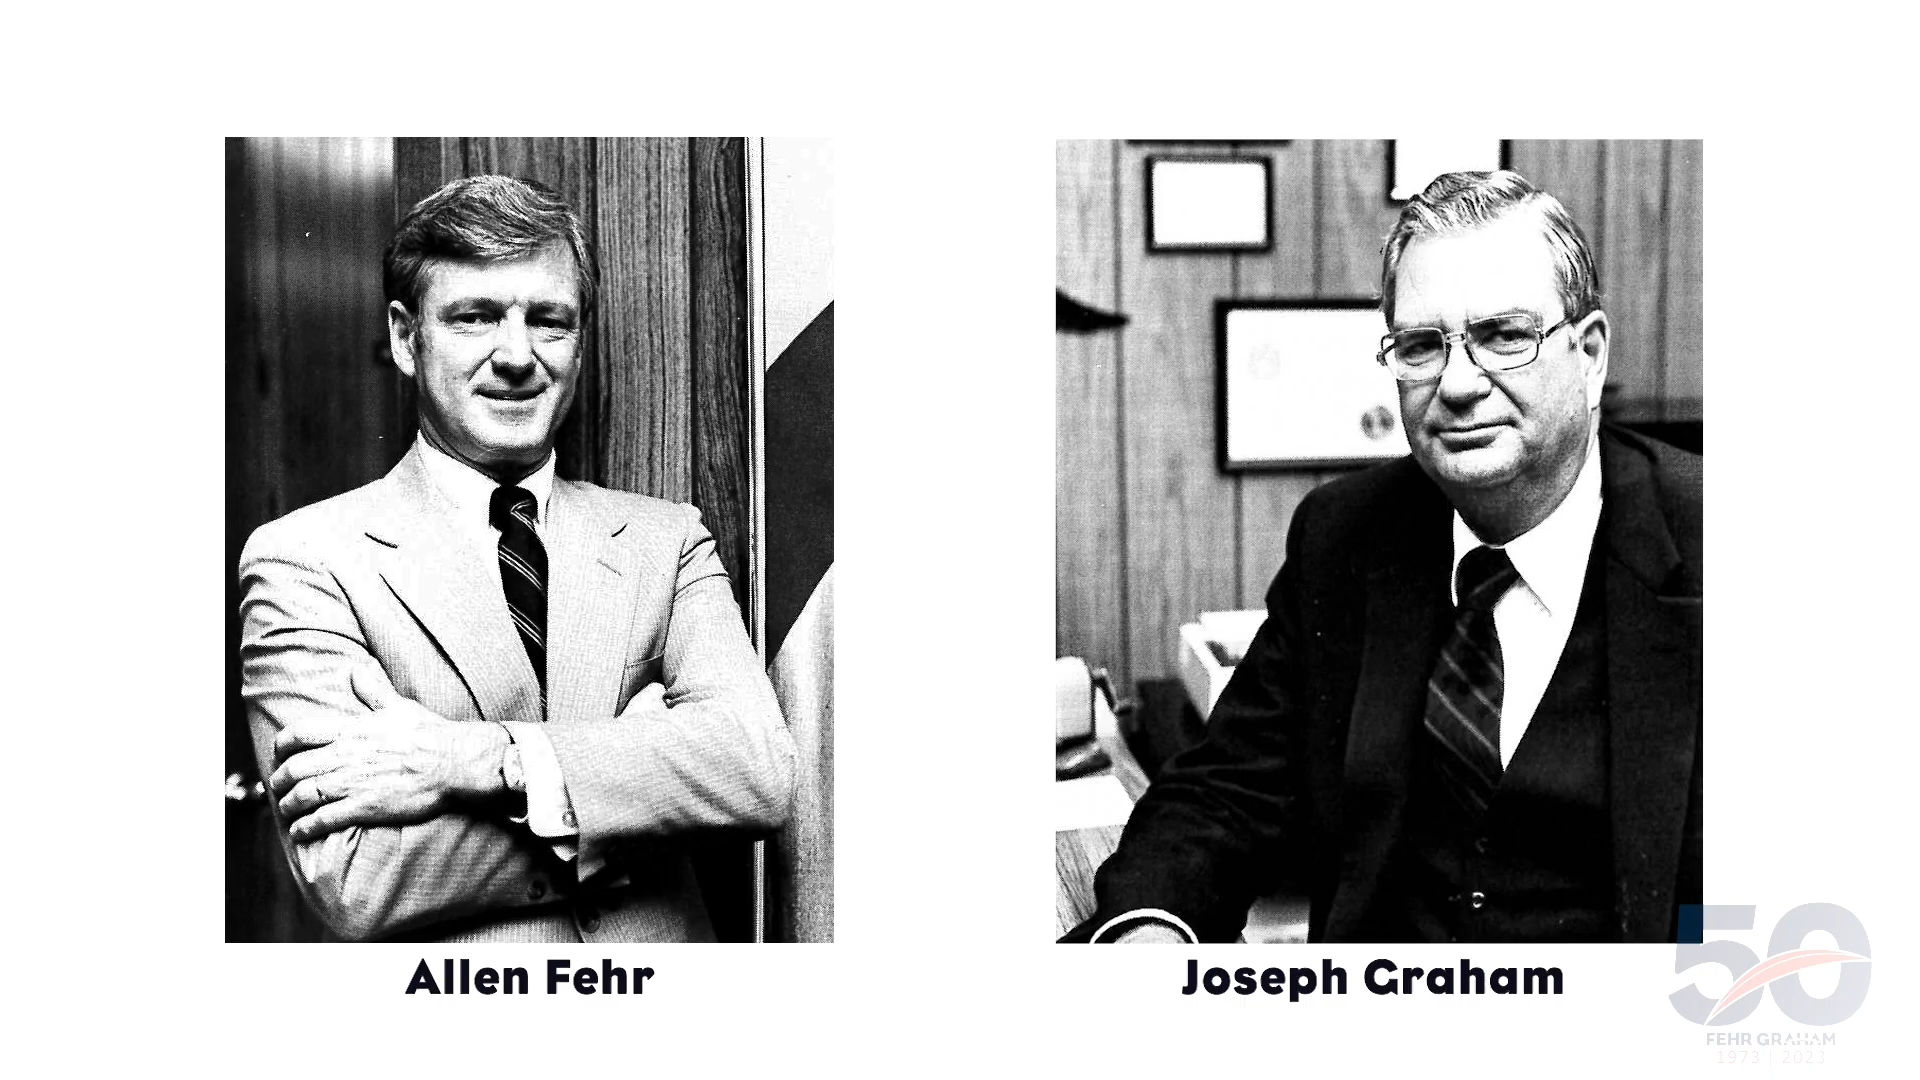 Allen Fehr
Joseph Graham
50
FEHR GRAHAM
1973 | 2023